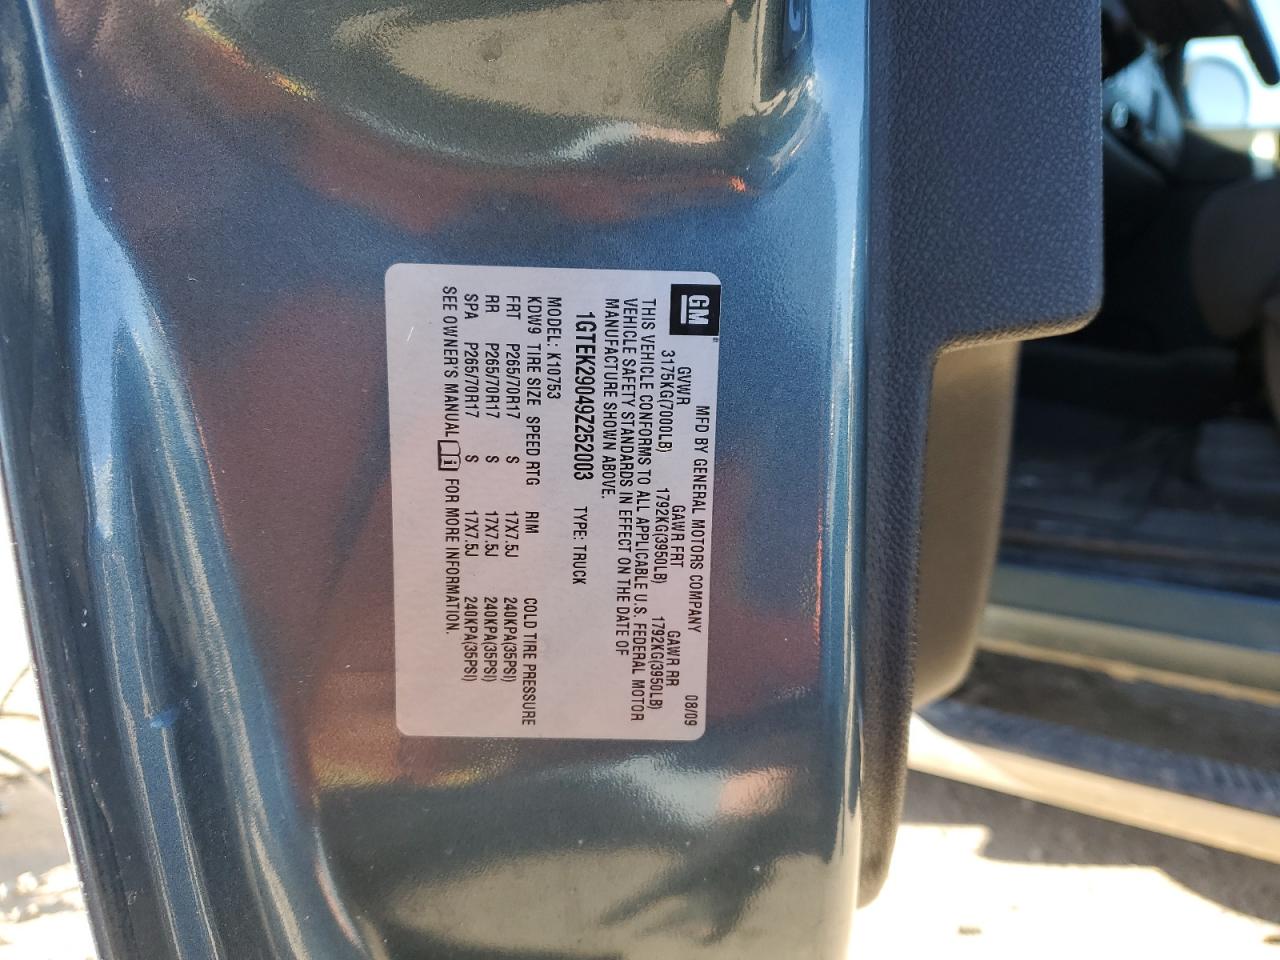 GM
MFD BY GENERAL MOTORS COMPANY 08/09
GVWR GAWR FRT GAWR RR
3175KG(7000LB) 1792KG(3950LB) 1792KG(3950LB)
THIS VEHICLE CONFORMS TO ALL APPLICABLE U.S. FEDERAL MOTOR
VEHICLE SAFETY STANDARDS IN EFFECT ON THE DATE OF
MANUFACTURE SHOWN ABOVE.
1GTEK29049Z252003 TYPE: TRUCK
MODEL: K10753
KDW9 TIRE SIZE SPEED RTG RIM COLD TIRE PRESSURE
FRT P265/70R17 S 17X7.5J 240KPA(35PSI)
RR P265/70R17 S 17X7.5J 240KPA(35PSI)
SPA P265/70R17 S 17X7.5J 240KPA(35PSI)
SEE OWNER'S MANUAL i FOR MORE INFORMATION.